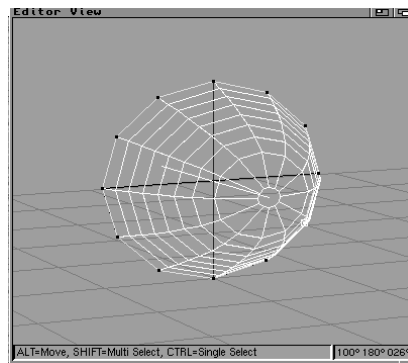 Editor View
ALT=Move, SHIFT=Multi Select, CTRL=Single Select
100° 180° 026°